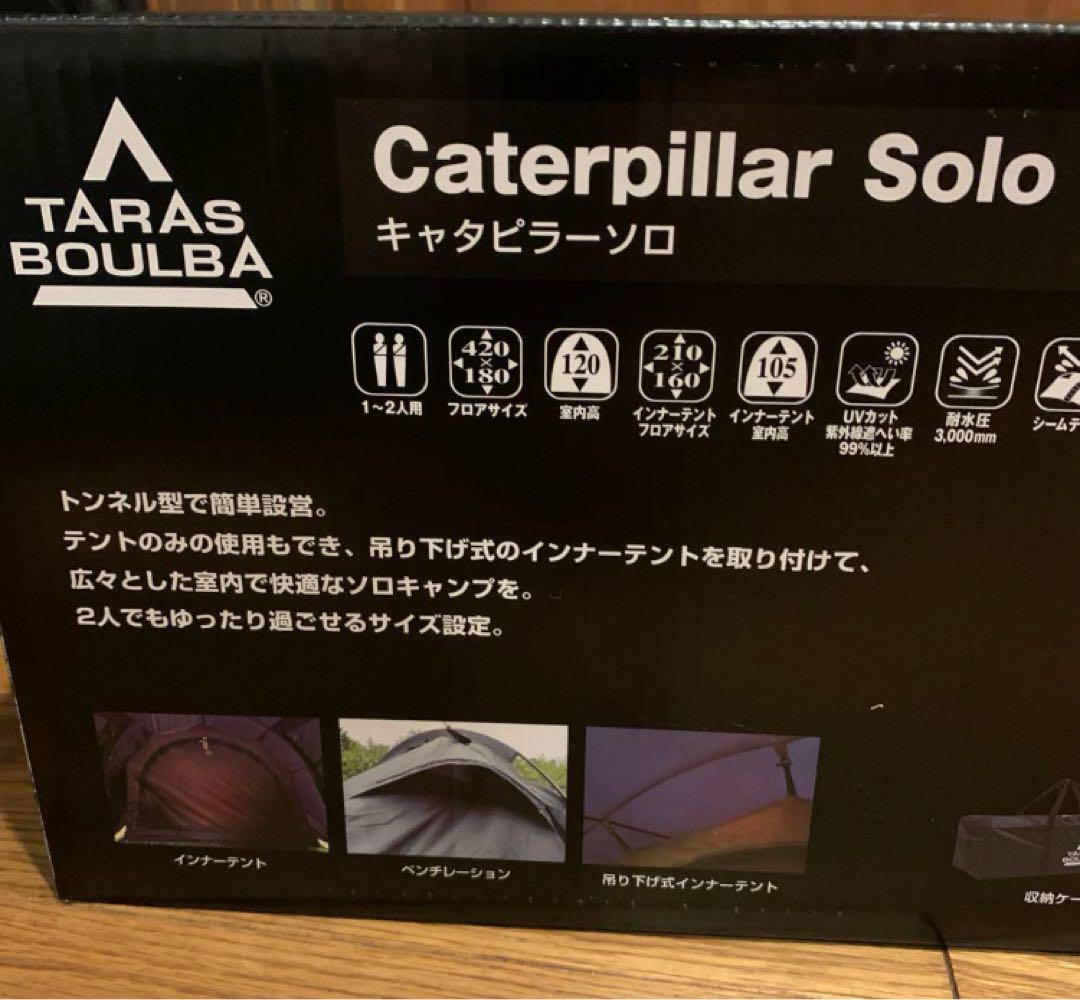 TARAS
BOULBA
®
Caterpillar Solo
キャタピラーソロ
1~2人用
420
×
180
フロアサイズ
120
室内高
210
×
160
インナーテント
フロアサイズ
105
インナーテント
室内高
UVカット
紫外線遮へい率
99%以上
耐水圧
3,000mm
シームテ
トンネル型で簡単設営。
テントのみの使用もでき、吊り下げ式のインナーテントを取り付けて、
広々とした室内で快適なソロキャンプを。
2人でもゆったり過ごせるサイズ設定。
インナーテント
ベンチレーション
吊り下げ式インナーテント
収納ケー